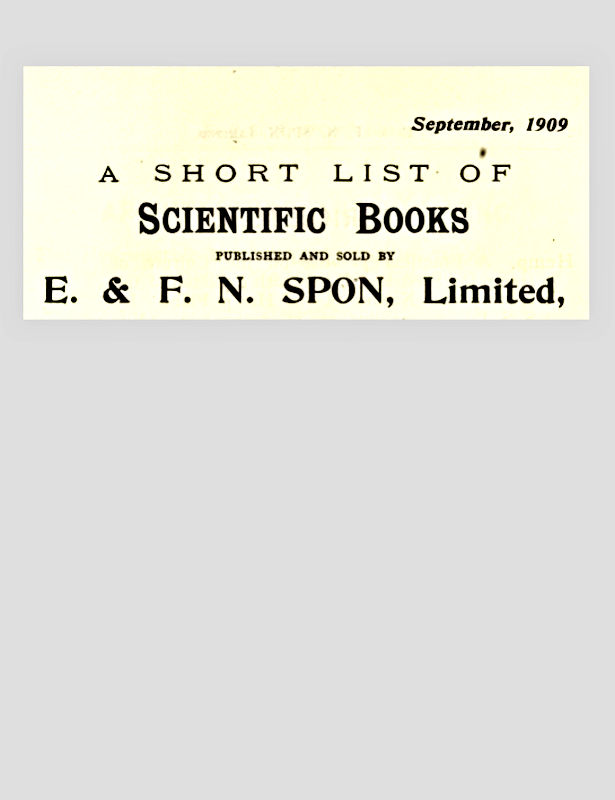 September, 1909
A SHORT LIST OF
SCIENTIFIC BOOKS
PUBLISHED AND SOLD BY
E. & F. N. SPON, Limited,